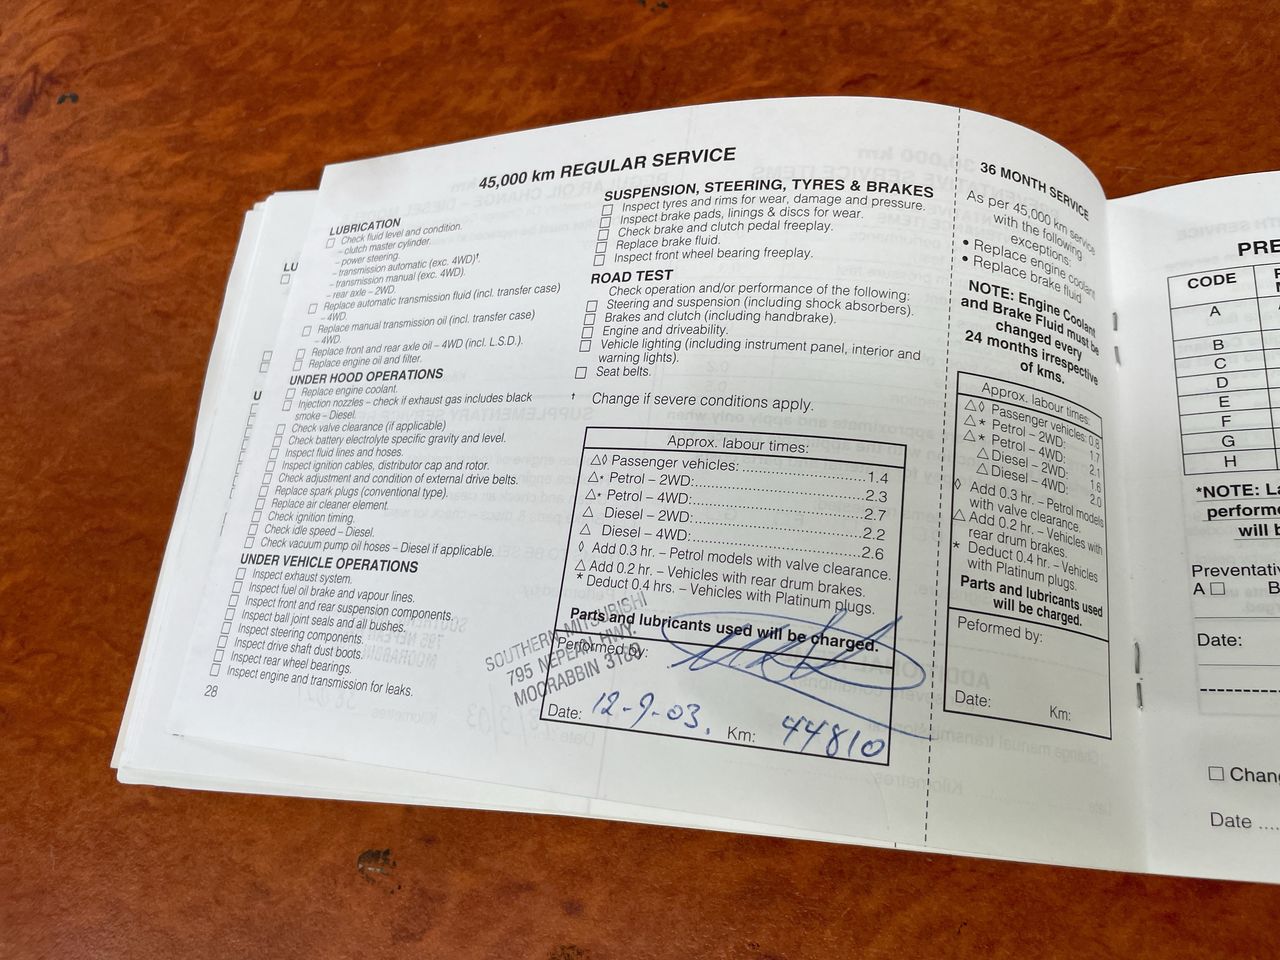 45,000 km REGULAR SERVICE
LUBRICATION
Check fluid level and condition.
– clutch master cylinder.
– power steering.
– transmission automatic (exc. 4WD)†.
– transmission manual (exc. 4WD).
– rear axle – 2WD.
Replace automatic transmission fluid (incl. transfer case)
– 4WD.
Replace manual transmission oil (incl. transfer case)
– 4WD.
Replace front and rear axle oil – 4WD (incl. L.S.D.).
Replace engine oil and filter.
UNDER HOOD OPERATIONS
Replace engine coolant.
Injection nozzles – check if exhaust gas includes black
smoke – Diesel.
Check valve clearance (if applicable)
Check battery electrolyte specific gravity and level.
Inspect fluid lines and hoses.
Inspect ignition cables, distributor cap and rotor.
Check adjustment and condition of external drive belts.
Replace spark plugs (conventional type).
Replace air cleaner element.
Check ignition timing.
Check idle speed – Diesel.
Check vacuum pump oil hoses – Diesel if applicable.
UNDER VEHICLE OPERATIONS
Inspect exhaust system.
Inspect fuel oil brake and vapour lines.
Inspect front and rear suspension components.
Inspect ball joint seals and all bushes.
Inspect steering components.
Inspect drive shaft dust boots.
Inspect rear wheel bearings.
Inspect engine and transmission for leaks.
28
SUSPENSION, STEERING, TYRES & BRAKES
Inspect tyres and rims for wear, damage and pressure.
Inspect brake pads, linings & discs for wear.
Check brake and clutch pedal freeplay.
Replace brake fluid.
Inspect front wheel bearing freeplay.
ROAD TEST
Check operation and/or performance of the following:
Steering and suspension (including shock absorbers).
Brakes and clutch (including handbrake).
Engine and driveability.
Vehicle lighting (including instrument panel, interior and
warning lights).
Seat belts.
† Change if severe conditions apply.
Approx. labour times:
△◊ Passenger vehicles:..............................1.4
△* Petrol – 2WD:..............................2.3
△* Petrol – 4WD:..............................2.7
△ Diesel – 2WD:..............................2.2
△ Diesel – 4WD:..............................2.6
◊ Add 0.3 hr. – Petrol models with valve clearance.
△ Add 0.2 hr. – Vehicles with rear drum brakes.
* Deduct 0.4 hrs. – Vehicles with Platinum plugs.
Parts and lubricants used will be charged.
Performed by:
SOUTHERN MITSUBISHI
795 NEPEAN HWY.
MOORABBIN 3189
Date: 12-9-03. Km: 44810
36 MONTH SERVICE
As per 45,000 km service
with the following
exceptions:
• Replace engine coolant
• Replace brake fluid
NOTE: Engine Coolant
and Brake Fluid must be
changed every
24 months irrespective
of kms.
Approx. labour times:
△◊ Passenger vehicles: 0.8
△* Petrol – 2WD: 1.7
△* Petrol – 4WD: 2.1
△ Diesel – 2WD: 1.6
△ Diesel – 4WD: 2.0
◊ Add 0.3 hr. – Petrol models
with valve clearance.
△ Add 0.2 hr. – Vehicles with
rear drum brakes.
* Deduct 0.4 hr. – Vehicles
with Platinum plugs.
Parts and lubricants used
will be charged.
Peformed by:
Date: Km:
PRE
CODE
A
B
C
D
E
F
G
H
*NOTE: La
performe
will b
Preventativ
A B
Date:
Chang
Date ....
LU
U